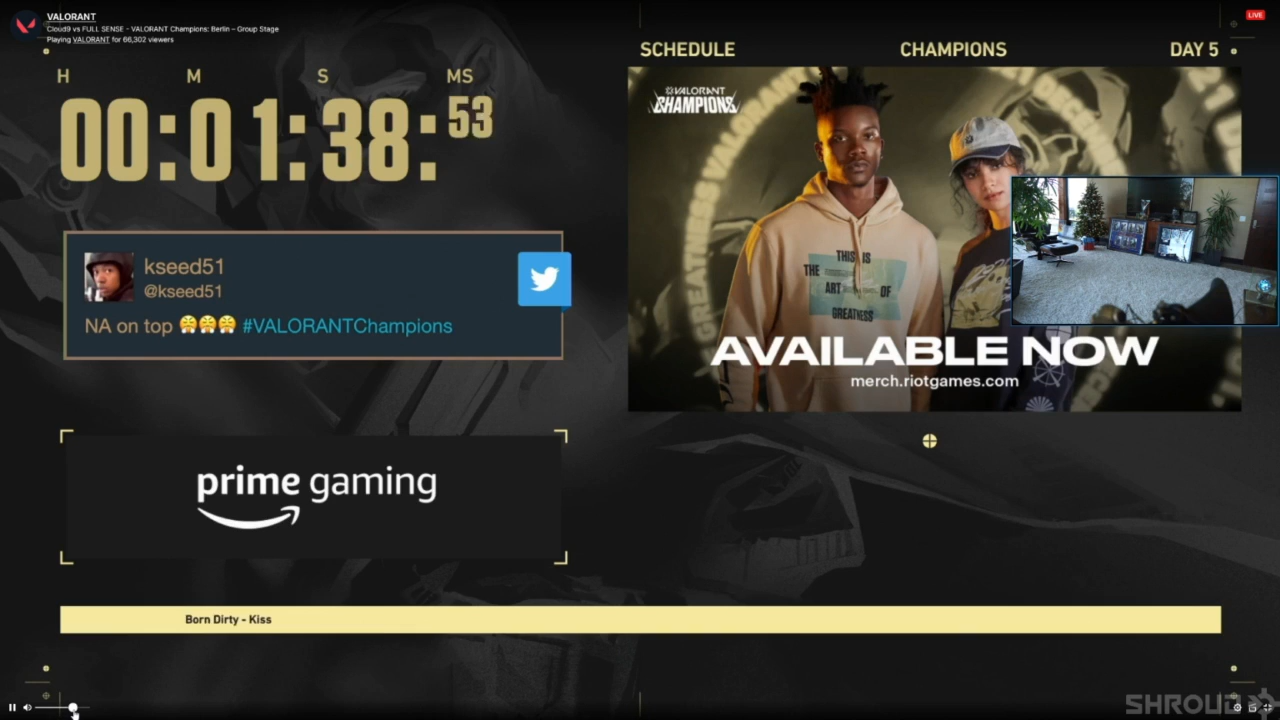 VALORANT
Cloud9 vs FULL SENSE - VALORANT Champions: Berlin – Group Stage
Playing VALORANT for 66,302 viewers
LIVE
H M S MS
00:01:38:53
kseed51
@kseed51
NA on top 😤😤😤 #VALORANTChampions
prime gaming
SCHEDULE CHAMPIONS DAY 5
VALORANT
CHAMPIONS
GREATNESS VALORANT
THIS IS
THE
ART OF
GREATNESS
AVAILABLE NOW
merch.riotgames.com
Born Dirty - Kiss
SHROUD